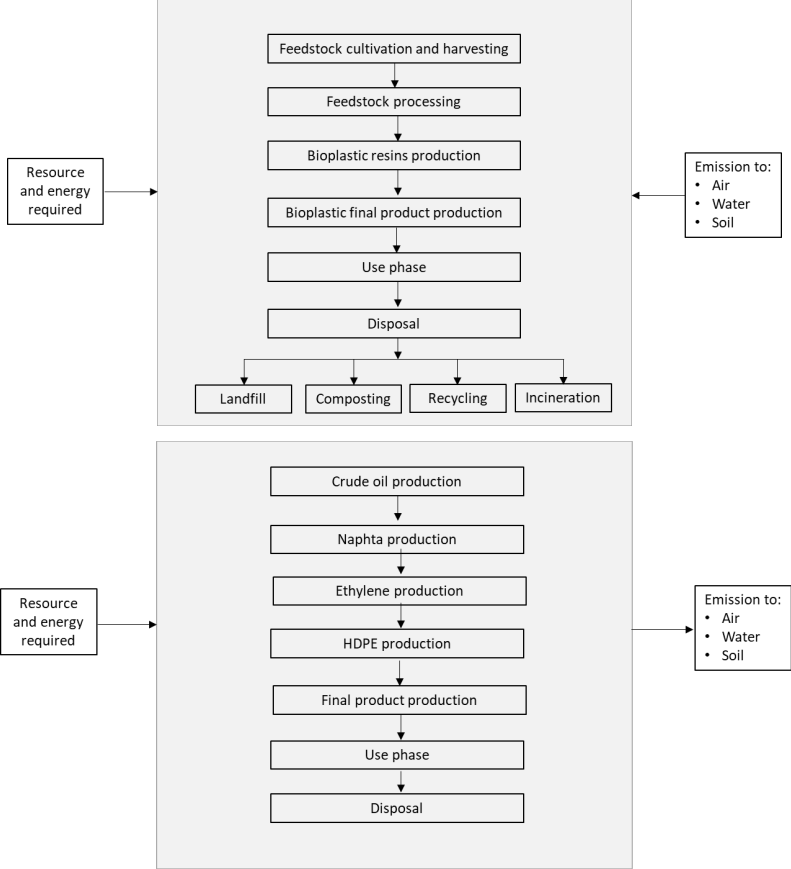 Feedstock cultivation and harvesting
Feedstock processing
Bioplastic resins production
Resource
and energy
required
Emission to:
• Air
• Water
• Soil
Bioplastic final product production
Use phase
Disposal
Landfill
Composting
Recycling
Incineration
Crude oil production
Naphta production
Ethylene production
Resource
and energy
required
Emission to:
• Air
• Water
• Soil
HDPE production
Final product production
Use phase
Disposal